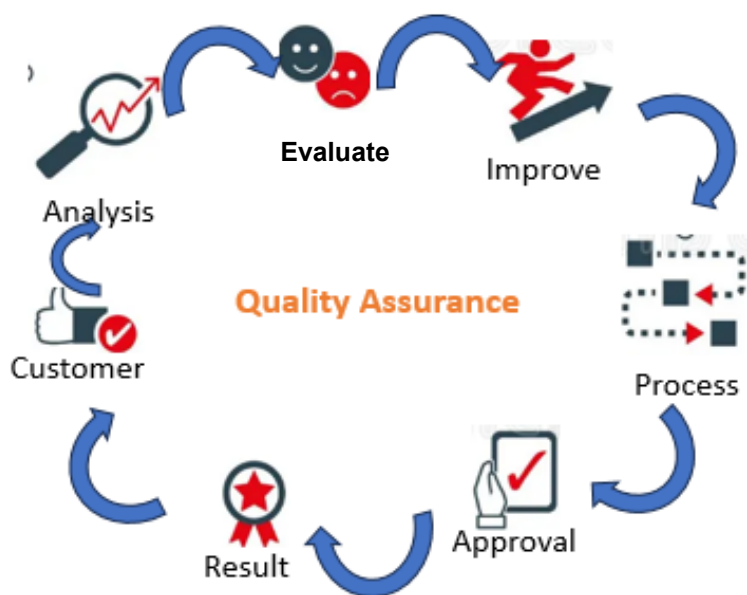 Evaluate
Improve
Analysis
Quality Assurance
Customer
Process
Approval
Result